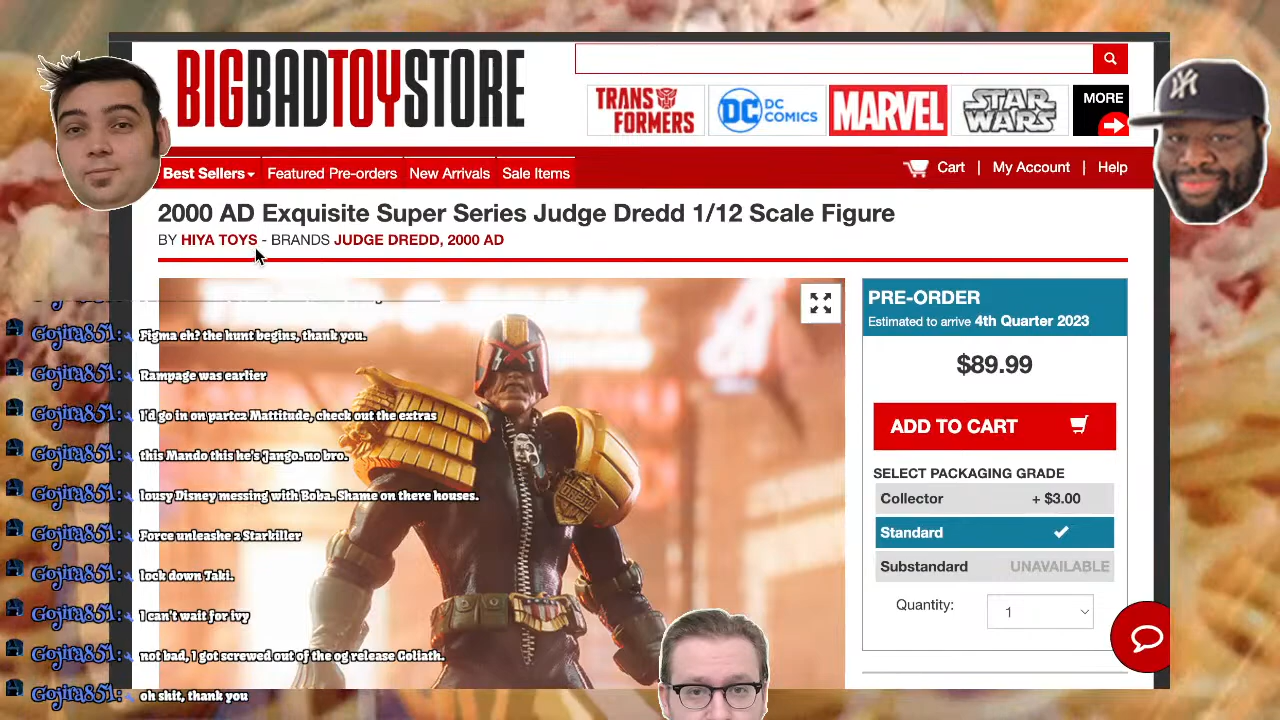 BIGBADTOYSTORE
TRANSFORMERS
DC DC COMICS
MARVEL
STAR WARS
MORE
Best Sellers
Featured Pre-orders
New Arrivals
Sale Items
Cart | My Account | Help
2000 AD Exquisite Super Series Judge Dredd 1/12 Scale Figure
BY HIYA TOYS - BRANDS JUDGE DREDD, 2000 AD
Gojira851: Figma eh? the hunt begins, thank you.
Gojira851: Rampage was earlier
Gojira851: I'd go in on partcz Mattitude, check out the extras
Gojira851: this Mando this he's Jango. no bro.
Gojira851: lousy Disney messing with Boba. Shame on there houses.
Gojira851: Force unleashe a Starkiller
Gojira851: lock down Taki.
Gojira851: I can't wait for ivy
Gojira851: not bad, I got screwed out of the og release Goliath.
Gojira851: oh shit, thank you
DREDD
PRE-ORDER
Estimated to arrive 4th Quarter 2023
$89.99
ADD TO CART
SELECT PACKAGING GRADE
Collector + $3.00
Standard
Substandard UNAVAILABLE
Quantity: 1